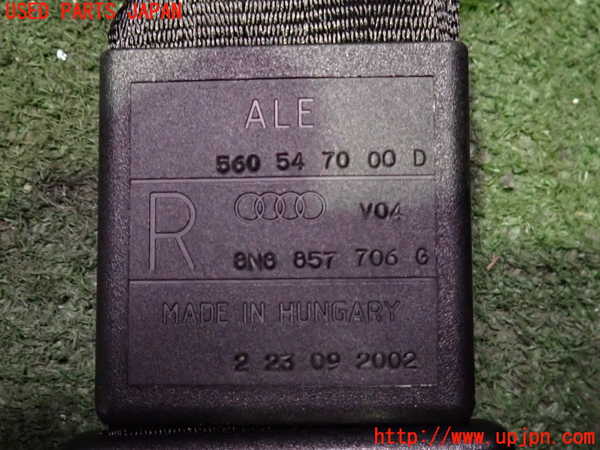 USED PARTS JAPAN
ALE
560 54 70 00 D
R
V04
8N8 857 706 G
MADE IN HUNGARY
2 23 09 2002
http://www.upjpn.com/